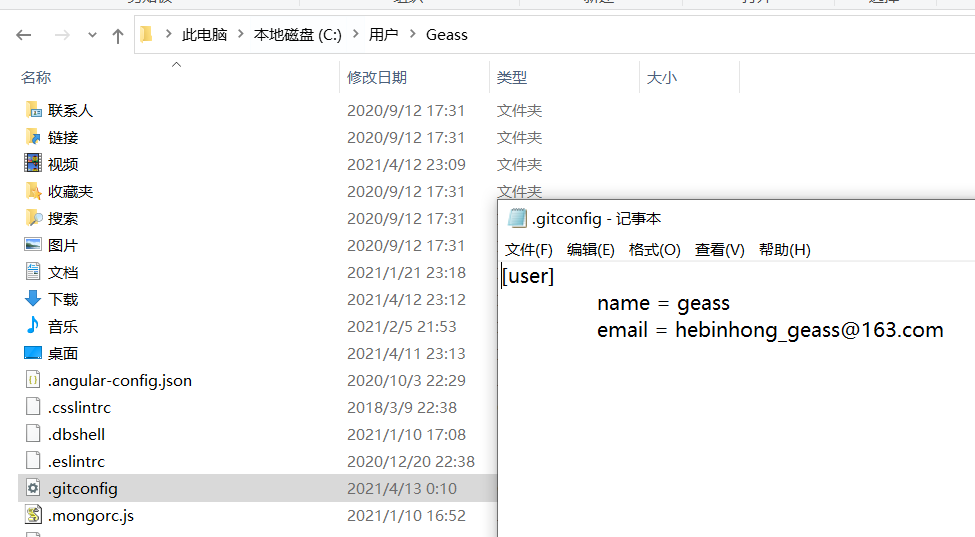 此电脑 > 本地磁盘 (C:) > 用户 > Geass
名称 修改日期 类型 大小
联系人 2020/9/12 17:31 文件夹
链接 2020/9/12 17:31 文件夹
视频 2021/4/12 23:09 文件夹
收藏夹 2020/9/12 17:31 文件夹
搜索 2020/9/12 17:31
图片 2020/9/12 17:31
文档 2021/1/21 23:18
下载 2021/4/12 23:12
音乐 2021/2/5 21:53
桌面 2021/4/11 23:13
.angular-config.json 2020/10/3 22:29
.csslintrc 2018/3/9 22:38
.dbshell 2021/1/10 17:08
.eslintrc 2020/12/20 22:38
.gitconfig 2021/4/13 0:10
.mongorc.js 2021/1/10 16:52
.gitconfig - 记事本
文件(F) 编辑(E) 格式(O) 查看(V) 帮助(H)
[user]
name = geass
email = hebinhong_geass@163.com